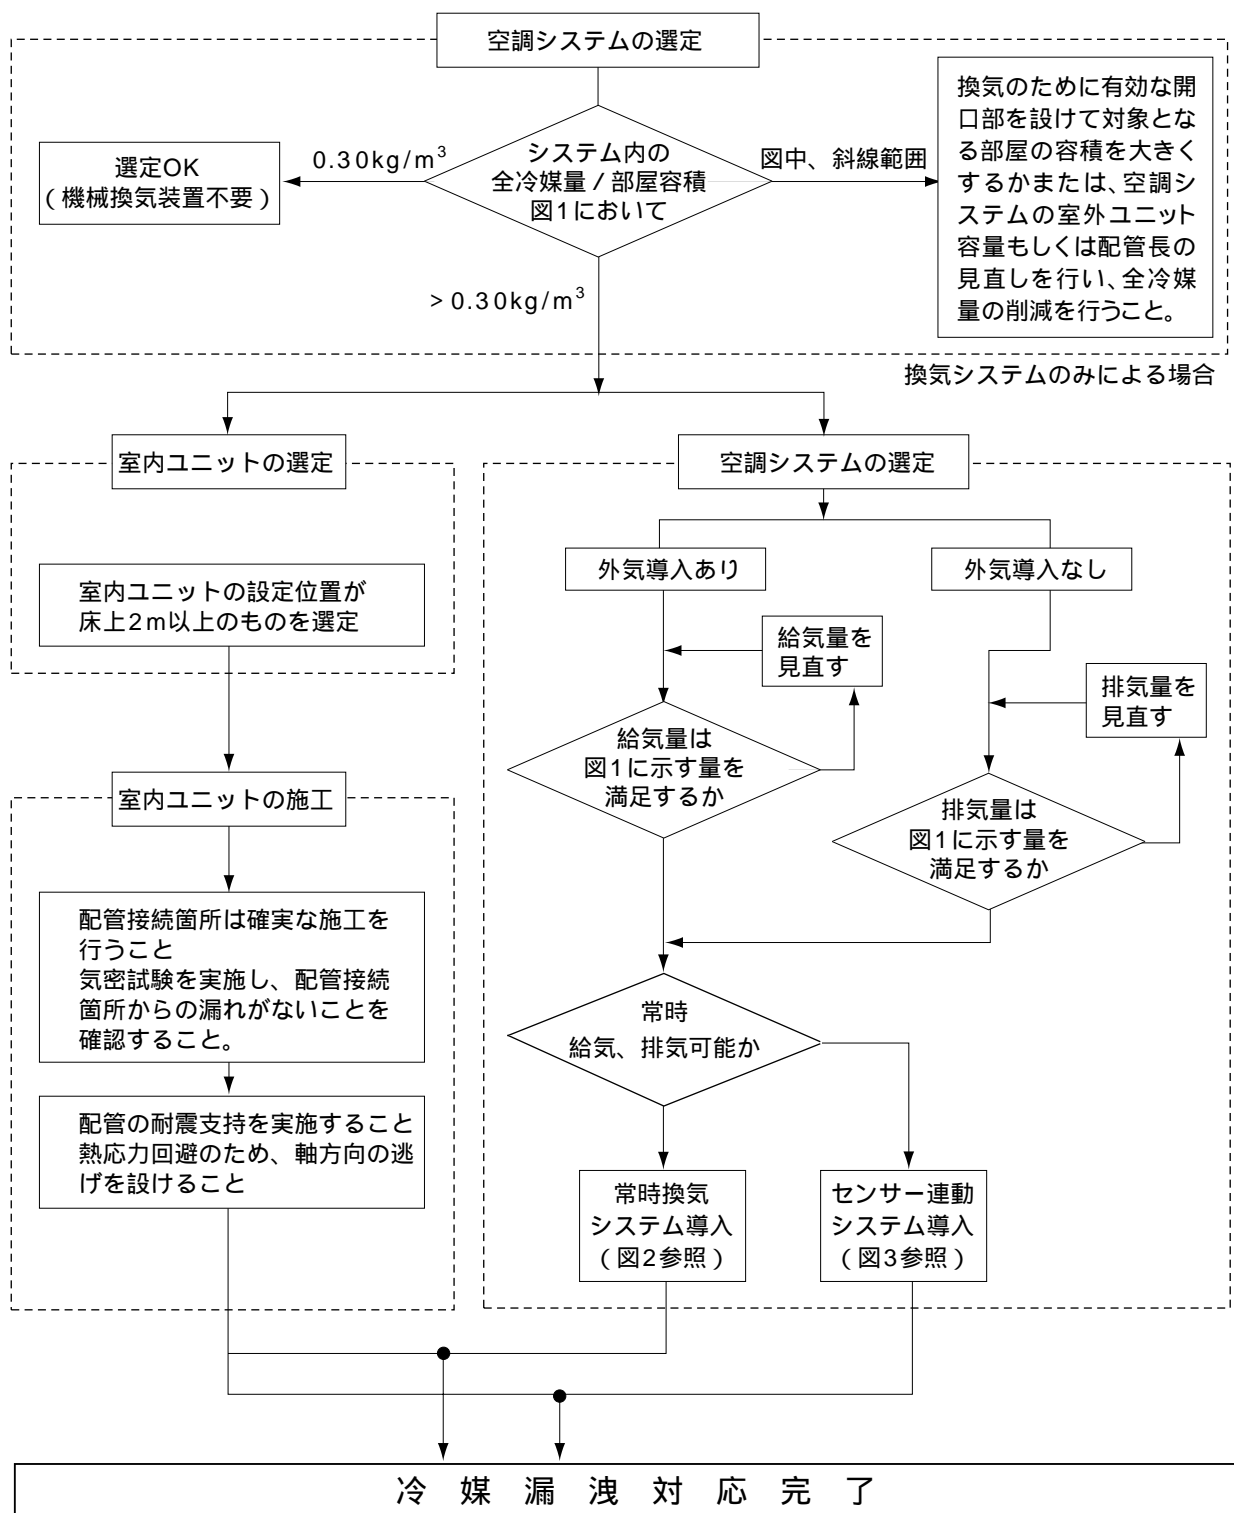 空調システムの選定
システム内の
全冷媒量/部屋容積
図1において
0.30kg/m³
選定OK
(機械換気装置不要)
図中、斜線範囲
換気のために有効な開
口部を設けて対象とな
る部屋の容積を大きく
するかまたは、空調シ
ステムの室外ユニット
容量もしくは配管長の
見直しを行い、全冷媒
量の削減を行うこと。
>0.30kg/m³
換気システムのみによる場合
室内ユニットの選定
室内ユニットの設定位置が
床上2m以上のものを選定
室内ユニットの施工
配管接続箇所は確実な施工を
行うこと
気密試験を実施し、配管接続
箇所からの漏れがないことを
確認すること。
配管の耐震支持を実施すること
熱応力回避のため、軸方向の逃
げを設けること
空調システムの選定
外気導入あり
外気導入なし
給気量を
見直す
排気量を
見直す
給気量は
図1に示す量を
満足するか
排気量は
図1に示す量を
満足するか
常時
給気、排気可能か
常時換気
システム導入
(図2参照)
センサー連動
システム導入
(図3参照)
冷媒漏洩対応完了